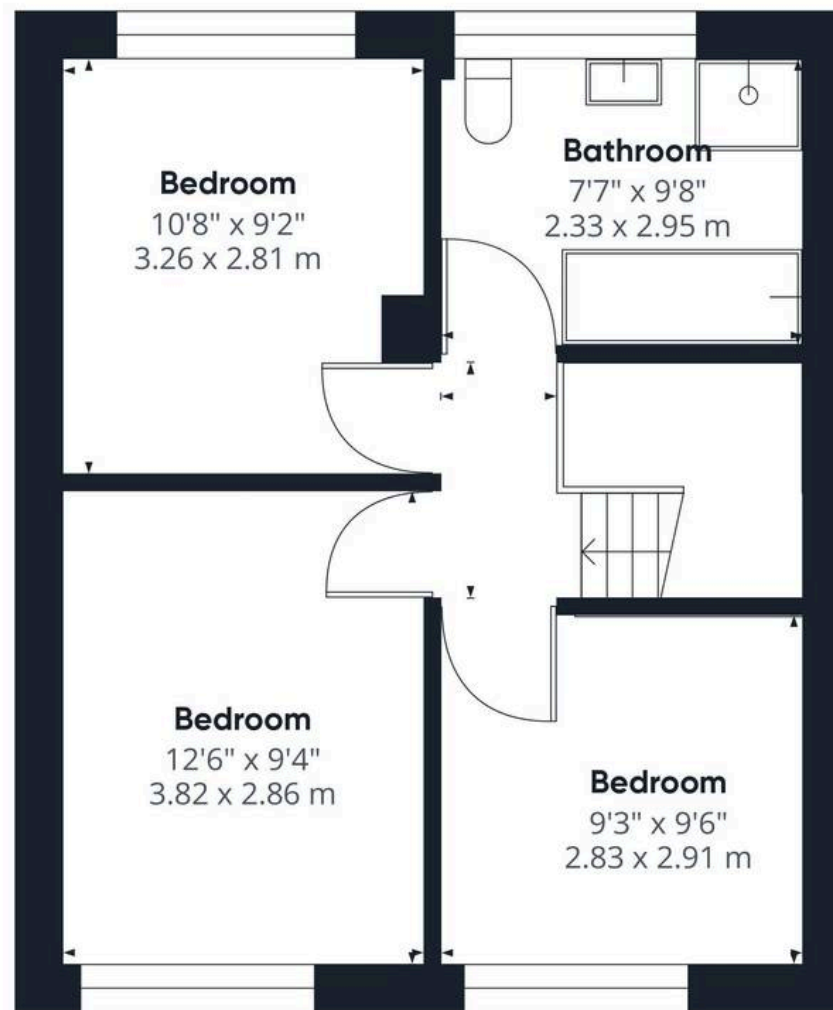 Bedroom
10'8" x 9'2"
3.26 x 2.81 m
Bathroom
7'7" x 9'8"
2.33 x 2.95 m
Bedroom
12'6" x 9'4"
3.82 x 2.86 m
Bedroom
9'3" x 9'6"
2.83 x 2.91 m